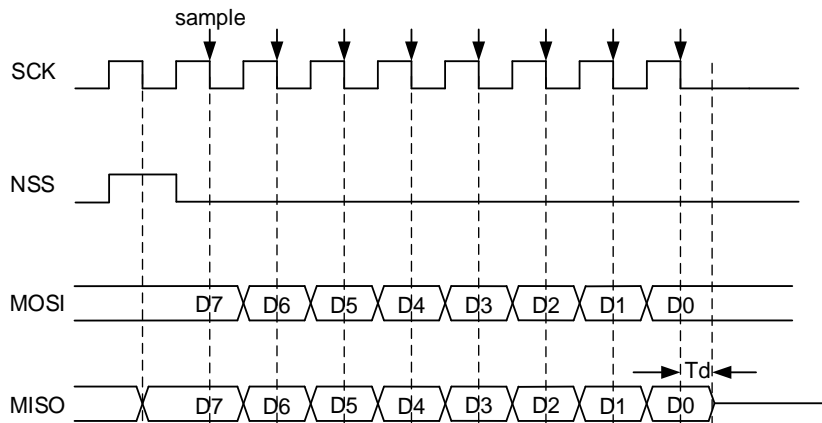 sample
SCK
NSS
MOSI D7 D6 D5 D4 D3 D2 D1 D0
Td
MISO D7 D6 D5 D4 D3 D2 D1 D0